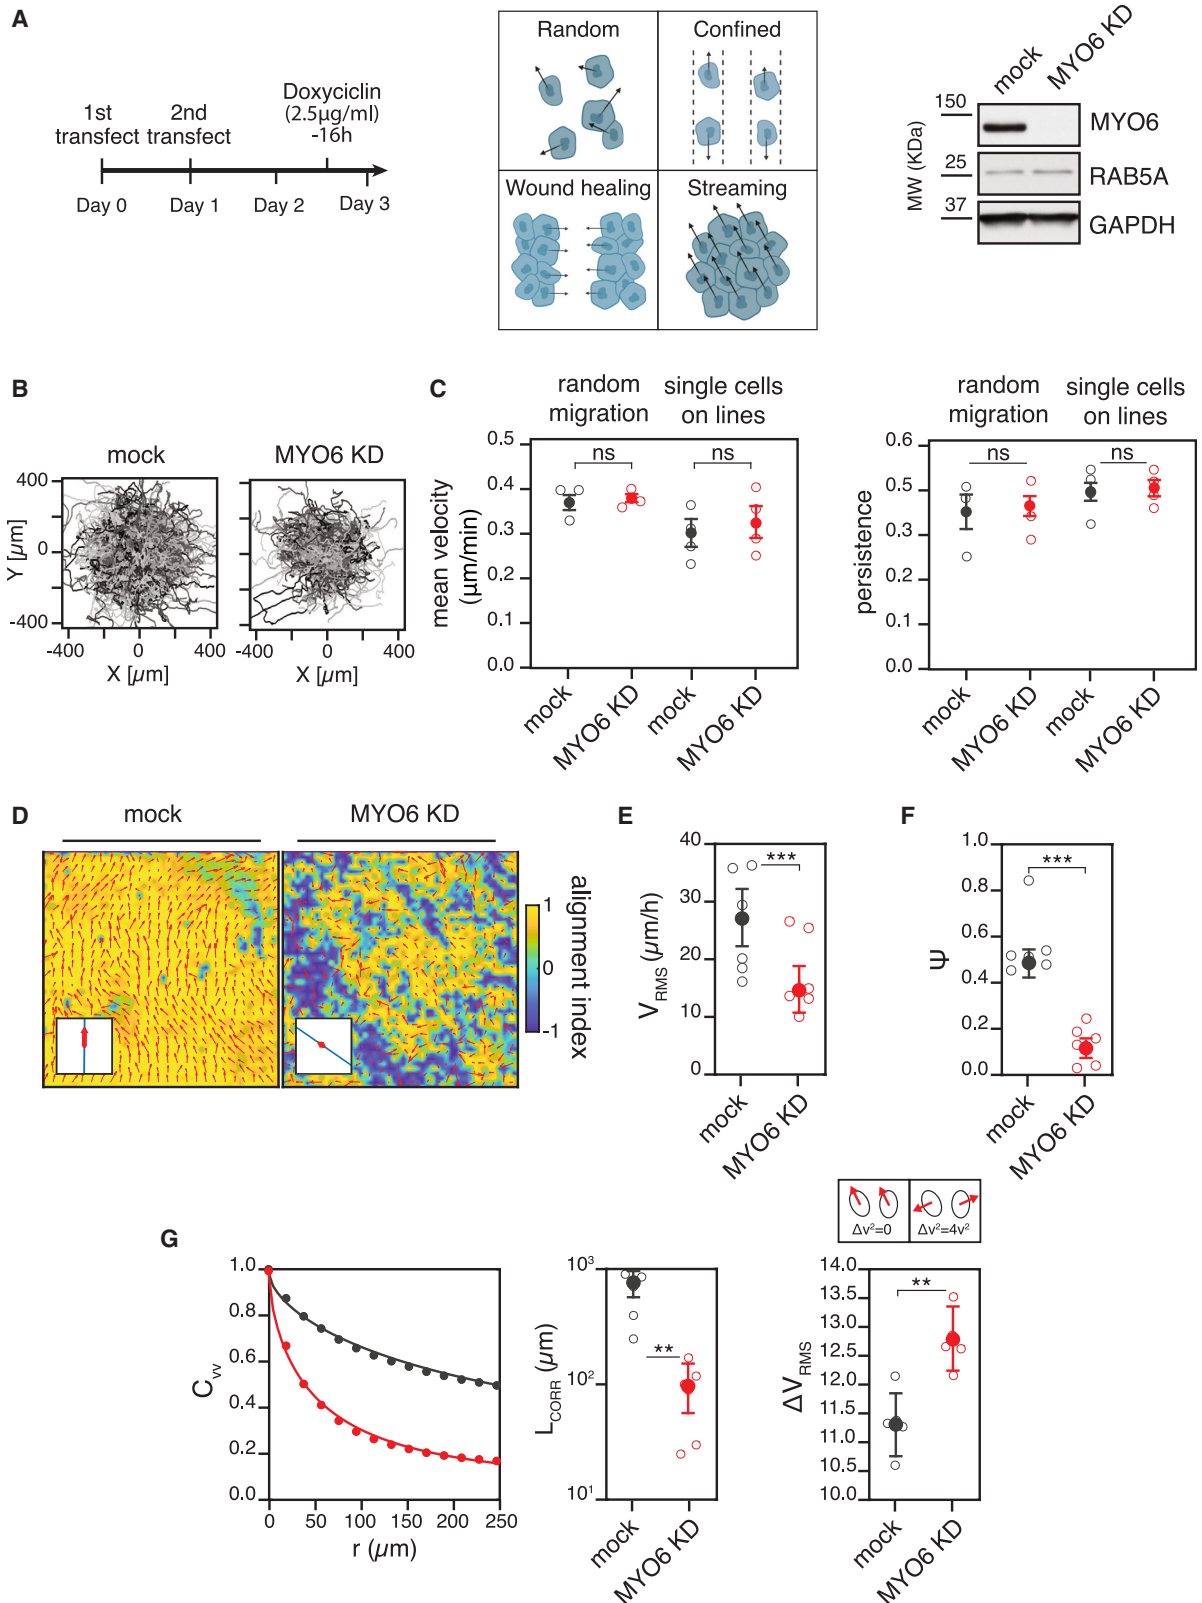 A
1st
transfect
2nd
transfect
Doxyciclin
(2.5µg/ml)
-16h
Day 0
Day 1
Day 2
Day 3
Random
Confined
Wound healing
Streaming
mock
MYO6 KD
MW (KDa)
150
25
37
MYO6
RAB5A
GAPDH
B
mock
MYO6 KD
Y [µm]
400
0
-400
-400
0
400
X [µm]
-400
0
400
X [µm]
C
random
migration
single cells
on lines
mean velocity
(µm/min)
0.5
0.4
0.3
0.2
0.1
0.0
ns
ns
mock
MYO6 KD
mock
MYO6 KD
random
migration
single cells
on lines
persistence
0.6
0.5
0.3
0.2
0.1
0.0
ns
ns
mock
MYO6 KD
mock
MYO6 KD
D
mock
MYO6 KD
1
0
-1
alignment index
E
V RMS (µm/h)
40
30
20
10
0
***
mock
MYO6 KD
F
Ψ
1.0
0.8
0.6
0.4
0.2
0.0
***
mock
MYO6 KD
G
Cvv
1.0
0.8
0.6
0.4
0.2
0.0
0
50
100
150
200
250
r (µm)
LCORR (µm)
10³
10²
10¹
**
mock
MYO6 KD
Δv²=0
Δv²=4v²
ΔVRMS
14.0
13.5
13.0
12.5
12.0
11.5
11.0
10.5
10.0
**
mock
MYO6 KD